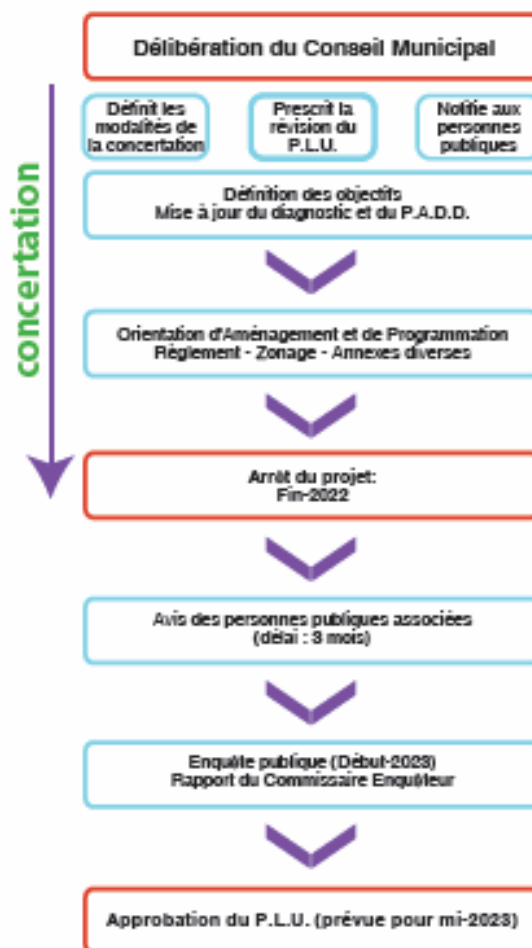 Délibération du Conseil Municipal
concertation
Définit les
modalités de
la concertation
Prescrit la
révision du
P.L.U.
Notifie aux
personnes
publiques
Définition des objectifs
Mise à jour du diagnostic et du P.A.D.D.
Orientation d'Aménagement et de Programmation
Règlement - Zonage - Annexes diverses
Arrêt du projet:
Fin-2022
Avis des personnes publiques associées
(délai : 3 mois)
Enquête publique (Début-2023)
Rapport du Commissaire Enquêteur
Approbation du P.L.U. (prévue pour mi-2023)